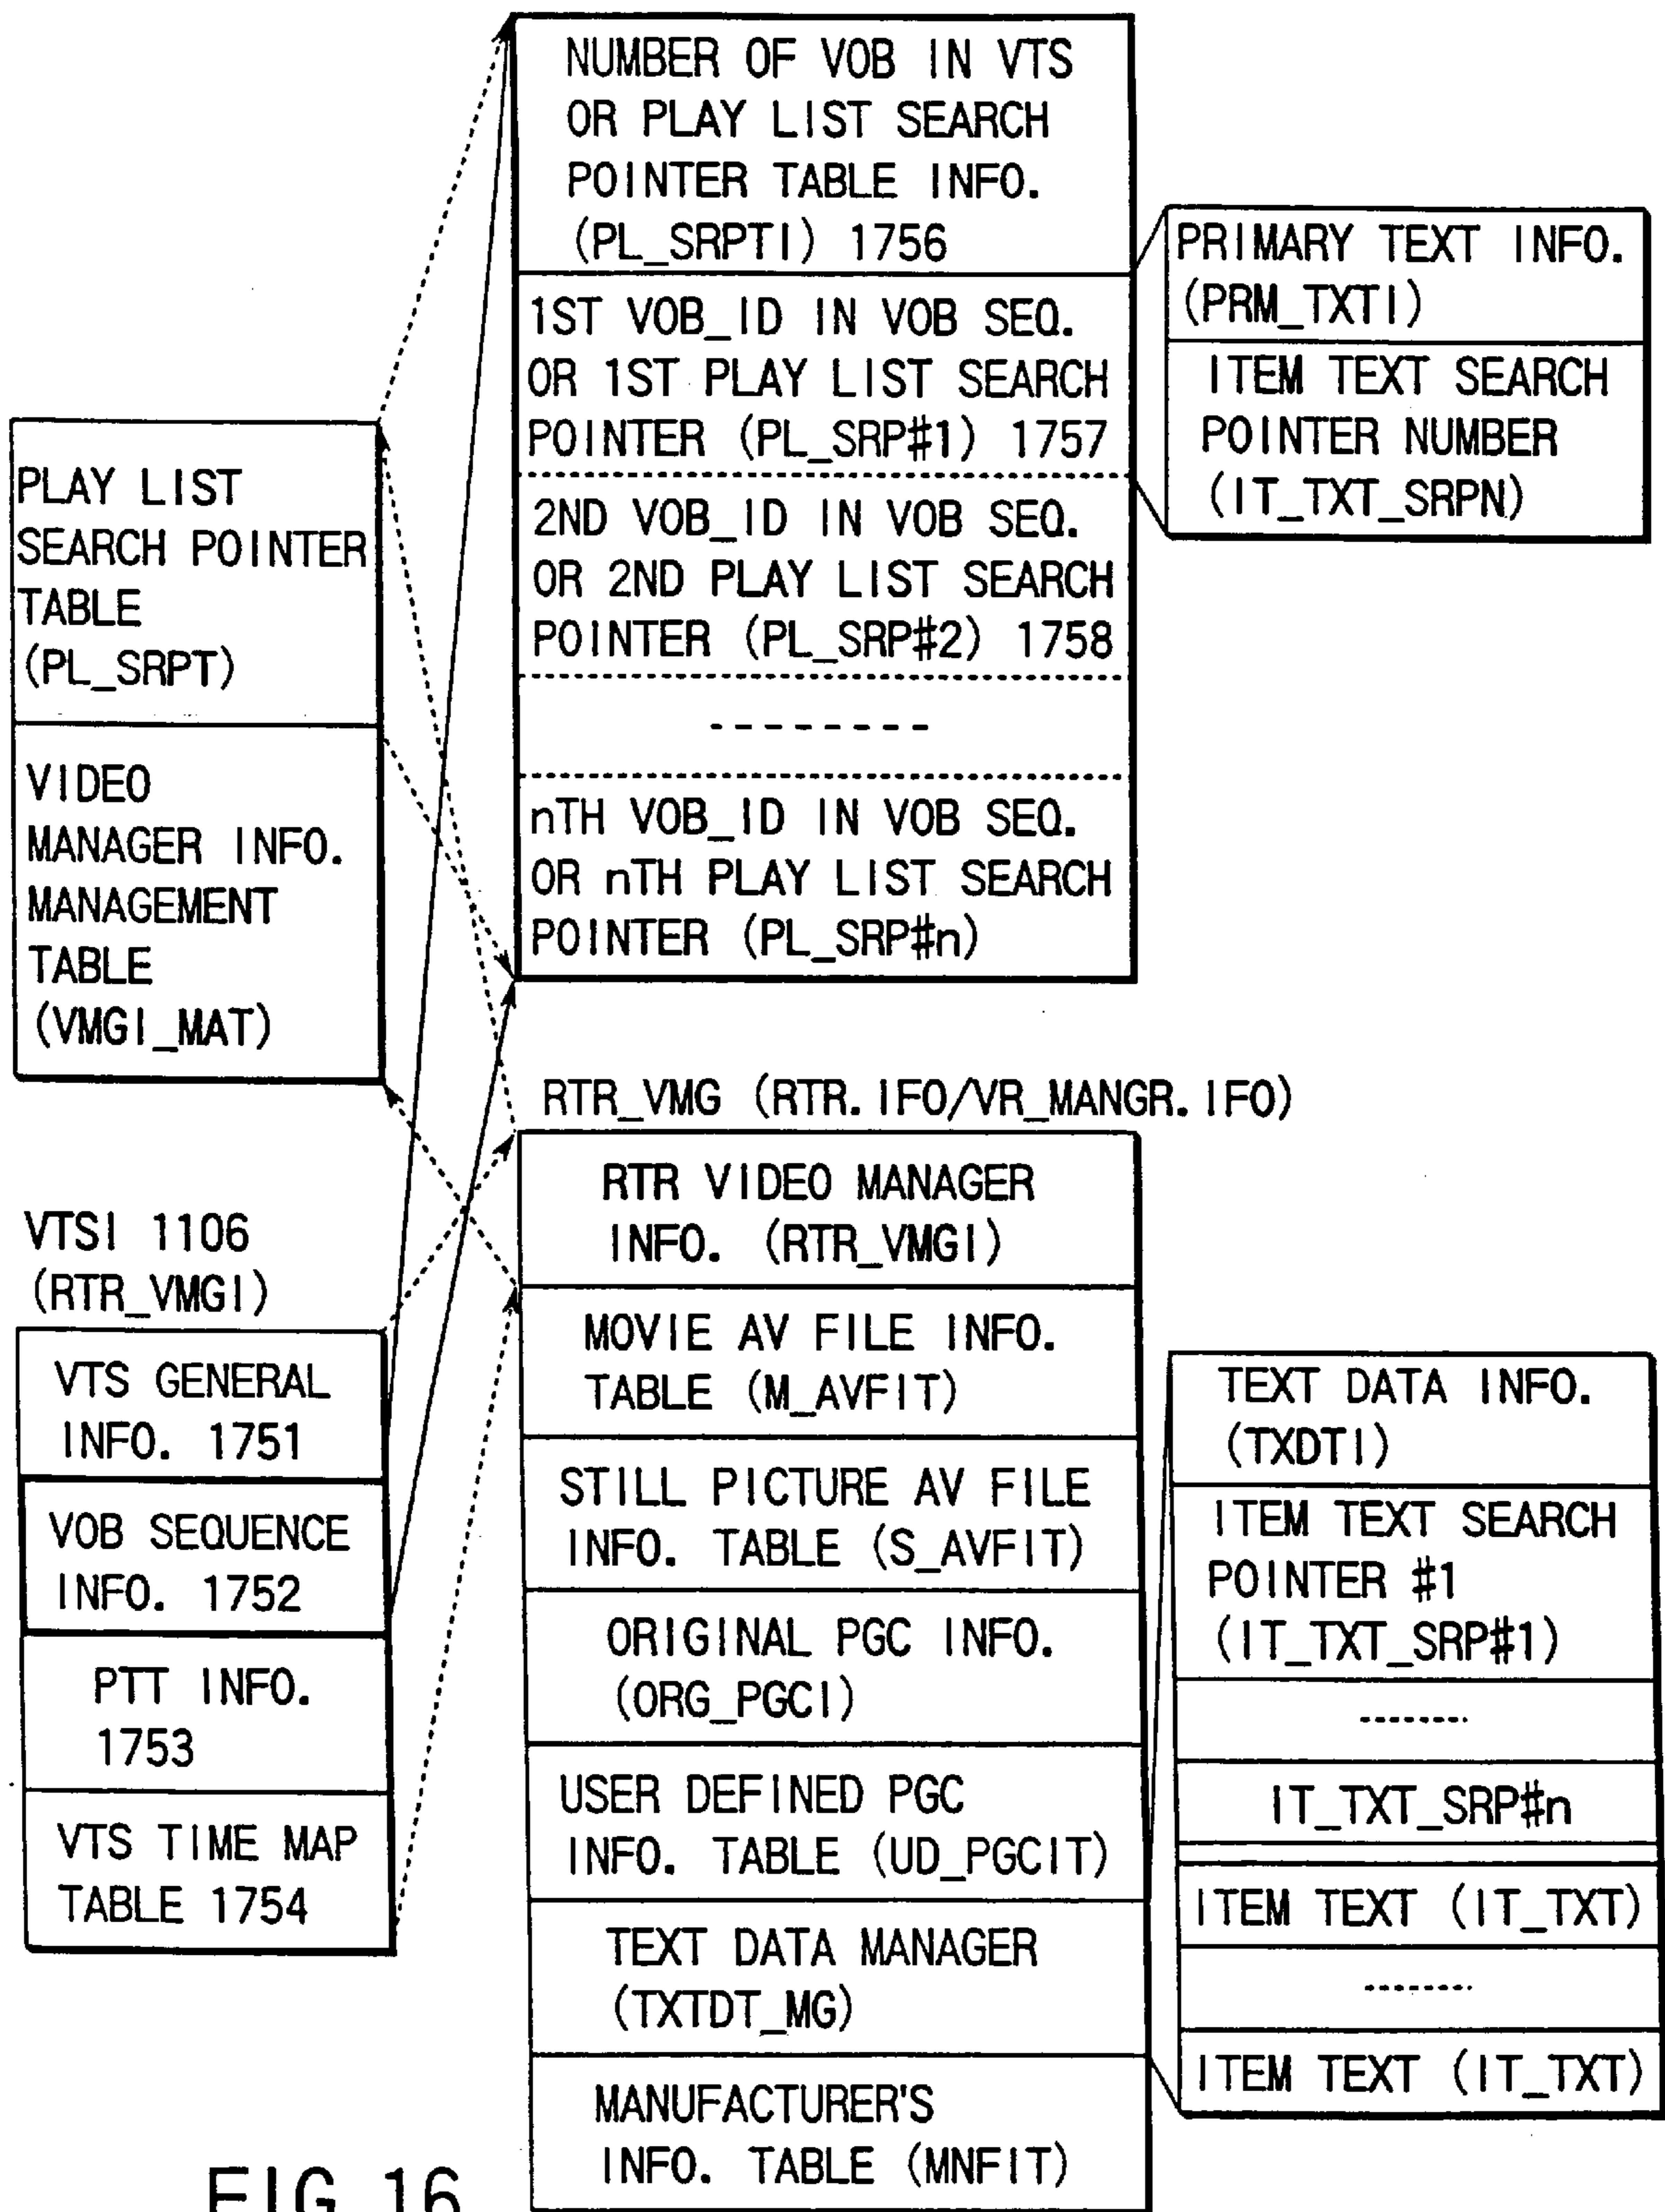 NUMBER OF VOB IN VTS
OR PLAY LIST SEARCH
POINTER TABLE INFO.
(PL_SRPTI) 1756
1ST VOB_ID IN VOB SEQ.
OR 1ST PLAY LIST SEARCH
POINTER (PL_SRP#1) 1757
2ND VOB_ID IN VOB SEQ.
OR 2ND PLAY LIST SEARCH
POINTER (PL_SRP#2) 1758
nTH VOB_ID IN VOB SEQ.
OR nTH PLAY LIST SEARCH
POINTER (PL_SRP#n)
PRIMARY TEXT INFO.
(PRM_TXTI)
ITEM TEXT SEARCH
POINTER NUMBER
(IT_TXT_SRPN)
PLAY LIST
SEARCH POINTER
TABLE
(PL_SRPT)
VIDEO
MANAGER INFO.
MANAGEMENT
TABLE
(VMGI_MAT)
VTSI 1106
(RTR_VMGI)
VTS GENERAL
INFO. 1751
VOB SEQUENCE
INFO. 1752
PTT INFO.
1753
VTS TIME MAP
TABLE 1754
RTR_VMG (RTR.IFO/VR_MANGR.IFO)
RTR VIDEO MANAGER
INFO. (RTR_VMGI)
MOVIE AV FILE INFO.
TABLE (M_AVFIT)
STILL PICTURE AV FILE
INFO. TABLE (S_AVFIT)
ORIGINAL PGC INFO.
(ORG_PGCI)
USER DEFINED PGC
INFO. TABLE (UD_PGCIT)
TEXT DATA MANAGER
(TXTDT_MG)
MANUFACTURER'S
INFO. TABLE (MNFIT)
TEXT DATA INFO.
(TXDTI)
ITEM TEXT SEARCH
POINTER #1
(IT_TXT_SRP#1)
IT_TXT_SRP#n
ITEM TEXT (IT_TXT)
ITEM TEXT (IT_TXT)
FIG. 16